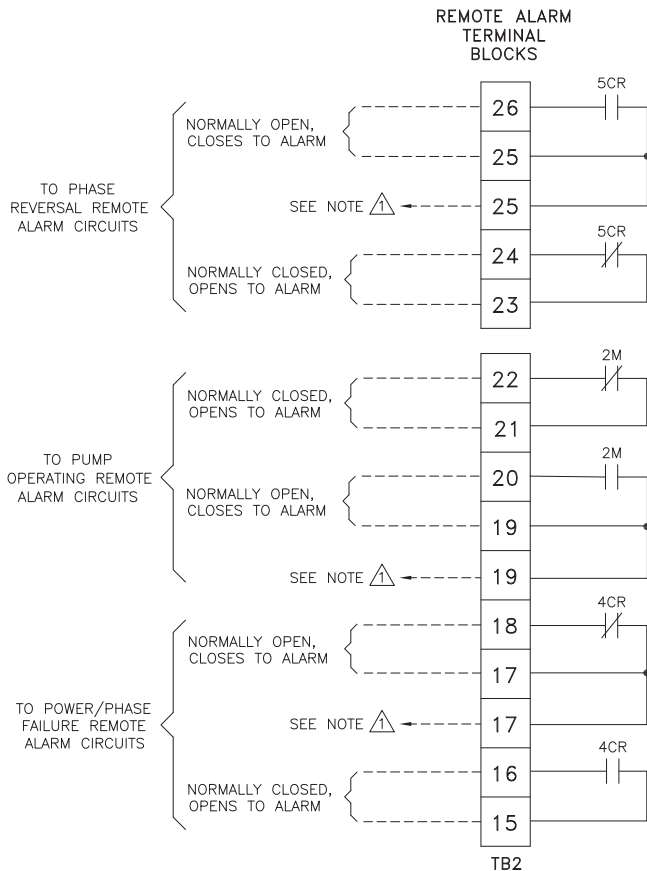 REMOTE ALARM
TERMINAL
BLOCKS
5CR
26
NORMALLY OPEN,
CLOSES TO ALARM
25
TO PHASE
REVERSAL REMOTE
ALARM CIRCUITS
SEE NOTE 1
25
5CR
24
NORMALLY CLOSED,
OPENS TO ALARM
23
2M
22
NORMALLY CLOSED,
OPENS TO ALARM
21
TO PUMP
OPERATING REMOTE
ALARM CIRCUITS
2M
20
NORMALLY OPEN,
CLOSES TO ALARM
19
SEE NOTE 1
19
4CR
18
NORMALLY OPEN,
CLOSES TO ALARM
17
TO POWER/PHASE
FAILURE REMOTE
ALARM CIRCUITS
SEE NOTE 1
17
4CR
16
NORMALLY CLOSED,
OPENS TO ALARM
15
TB2